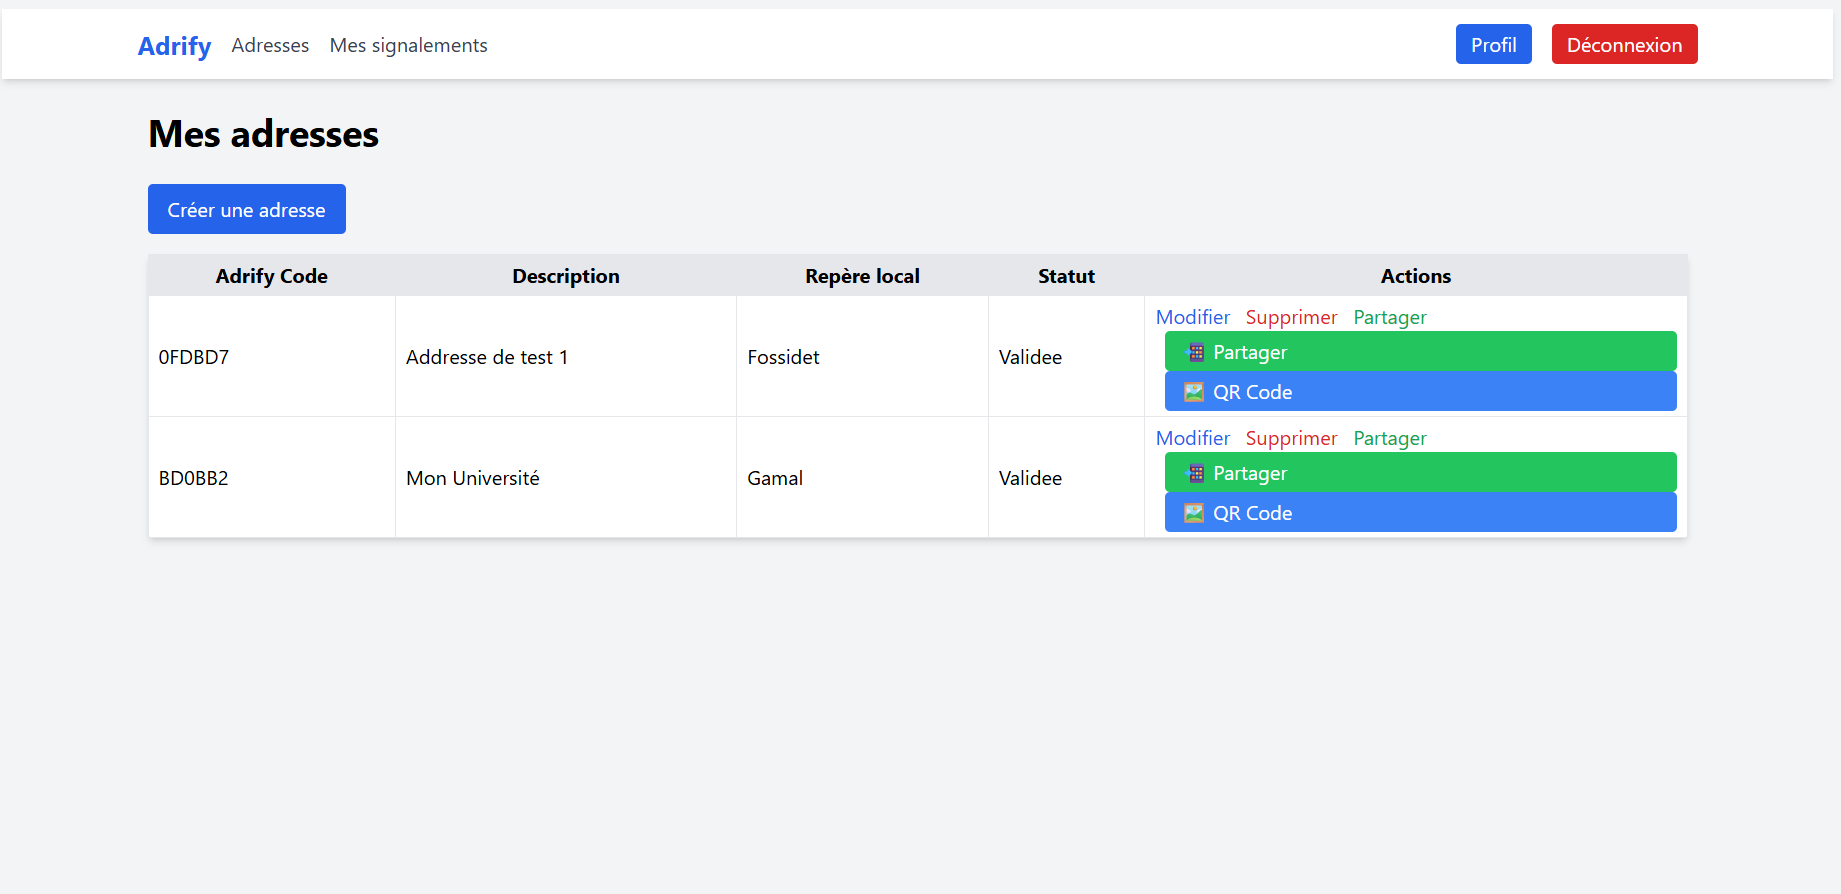 Adrify Adresses Mes signalements Profil Déconnexion
Mes adresses
Créer une adresse
Adrify Code Description Repère local Statut Actions
0FDBD7 Addresse de test 1 Fossidet Validee Modifier Supprimer Partager
Partager
QR Code
BD0BB2 Mon Université Gamal Validee Modifier Supprimer Partager
Partager
QR Code